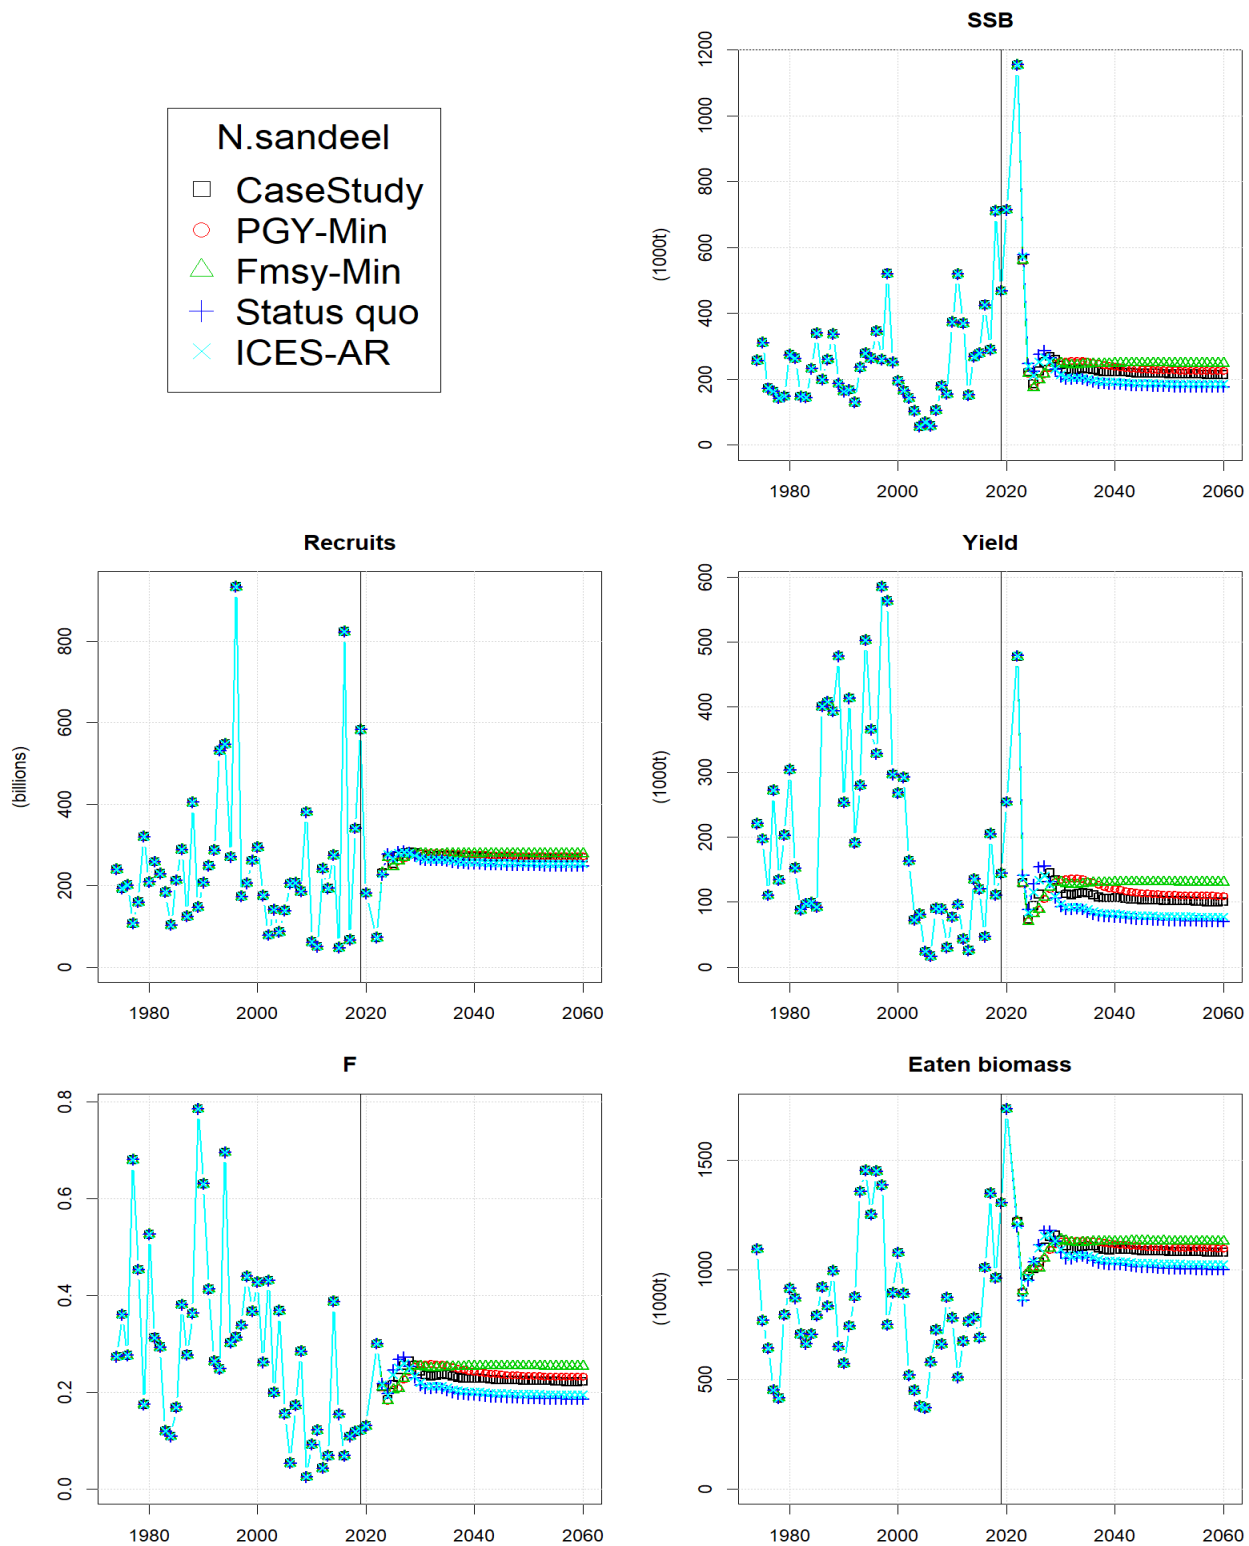 N.sandeel
CaseStudy
PGY-Min
Fmsy-Min
Status quo
ICES-AR
SSB
(1000t)
0 200 400 600 800 1000 1200
1980 2000 2020 2040 2060
Recruits
(billions)
0 200 400 600 800
1980 2000 2020 2040 2060
Yield
(1000t)
0 100 200 300 400 500 600
1980 2000 2020 2040 2060
F
0.0 0.2 0.4 0.6 0.8
1980 2000 2020 2040 2060
Eaten biomass
(1000t)
0 500 1000 1500
1980 2000 2020 2040 2060